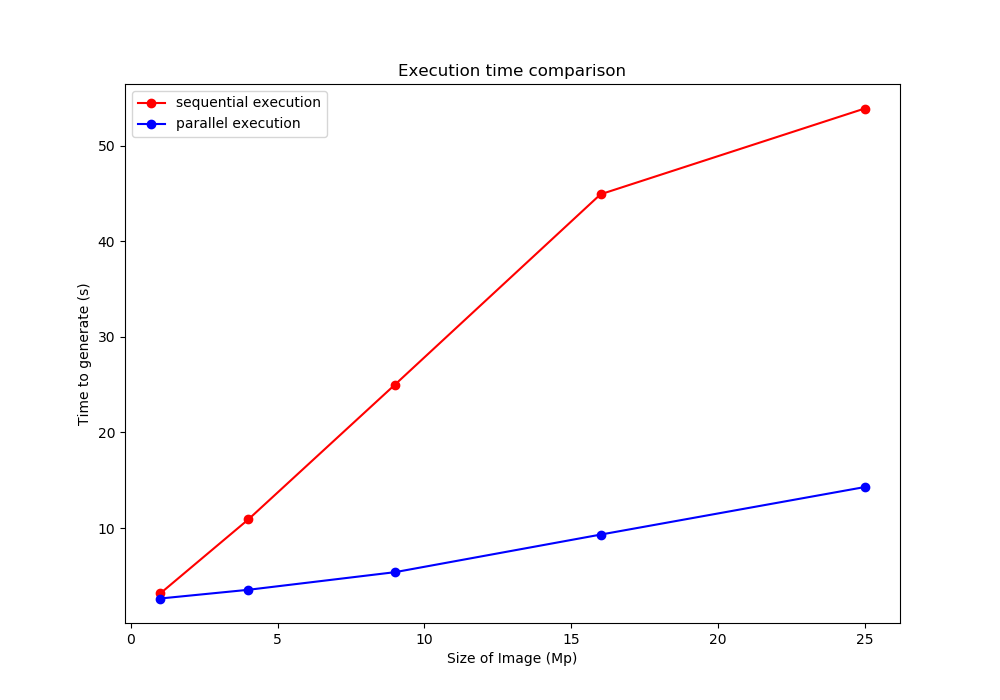 Execution time comparison
sequential execution
parallel execution
Time to generate (s)
50
40
30
20
10
0
5
10
15
20
25
Size of Image (Mp)